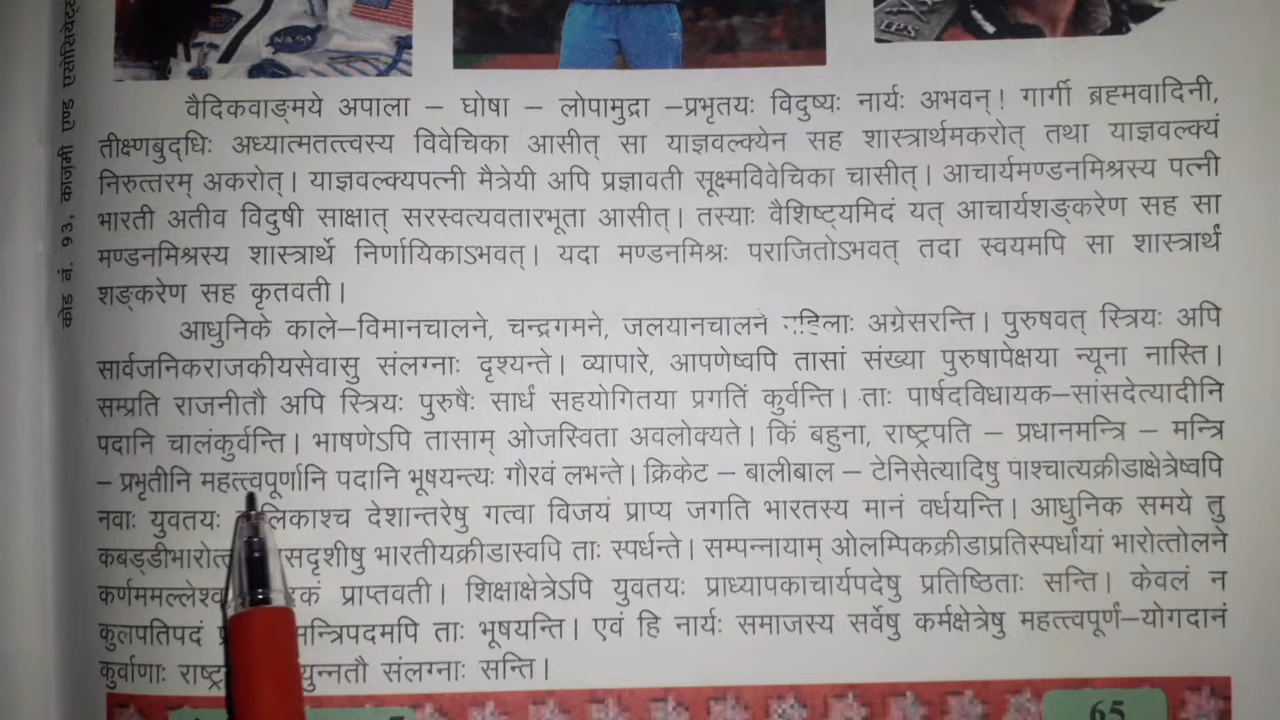 NASA
EPS
कोड नं. 93, काज़मी एण्ड एसोसिएट्स
वैदिकवाङ्मये अपाला – घोषा – लोपामुद्रा –प्रभृतयः विदुष्यः नार्यः अभवन्! गार्गी ब्रह्मवादिनी,
तीक्ष्णबुद्धिः अध्यात्मतत्त्वस्य विवेचिका आसीत् सा याज्ञवल्क्येन सह शास्त्रार्थमकरोत् तथा याज्ञवल्क्यं
निरुत्तरम् अकरोत्। याज्ञवल्क्यपत्नी मैत्रेयी अपि प्रज्ञावती सूक्ष्मविवेचिका चासीत्। आचार्यमण्डनमिश्रस्य पत्नी
भारती अतीव विदुषी साक्षात् सरस्वत्यवतारभूता आसीत्। तस्याः वैशिष्ट्यमिदं यत् आचार्यशङ्करेण सह सा
मण्डनमिश्रस्य शास्त्रार्थे निर्णायिकाऽभवत्। यदा मण्डनमिश्रः पराजितोऽभवत् तदा स्वयमपि सा शास्त्रार्थं
शङ्करेण सह कृतवती।
आधुनिके काले–विमानचालने, चन्द्रगमने, जलयानचालने अग्रेसरन्ति। पुरुषवत् स्त्रियः अपि
सार्वजनिकराजकीयसेवासु संलग्नाः दृश्यन्ते। व्यापारे, आपणेष्वपि तासां संख्या पुरुषापेक्षया न्यूना नास्ति।
सम्प्रति राजनीतौ अपि स्त्रियः पुरुषैः सार्धं सहयोगितया प्रगतिं कुर्वन्ति। ताः पार्षदविधायक–सांसदेत्यादीनि
पदानि चालंकुर्वन्ति। भाषणेऽपि तासाम् ओजस्विता अवलोक्यते। किं बहुना, राष्ट्रपति – प्रधानमन्त्रि – मन्त्रि
– प्रभृतीनि महत्त्वपूर्णानि पदानि भूषयन्त्यः गौरवं लभन्ते। क्रिकेट – बालीबाल – टेनिसेत्यादिषु पाश्चात्यक्रीडाक्षेत्रेष्वपि
नवाः युवतयः देशान्तरेषु गत्वा विजयं प्राप्य जगति भारतस्य मानं वर्धयन्ति। आधुनिक समये तु
भारतीयक्रीडास्वपि ताः स्पर्धन्ते। सम्पन्नायाम् ओलम्पिकक्रीडाप्रतिस्पर्धायां भारोत्तोलने
प्राप्तवती। शिक्षाक्षेत्रेऽपि युवतयः प्राध्यापकाचार्यपदेषु प्रतिष्ठिताः सन्ति। केवलं न
कुलपतिपदं ताः भूषयन्ति। एवं हि नार्यः समाजस्य सर्वेषु कर्मक्षेत्रेषु महत्त्वपूर्ण–योगदानं
कुर्वाणाः संलग्नाः सन्ति।
65